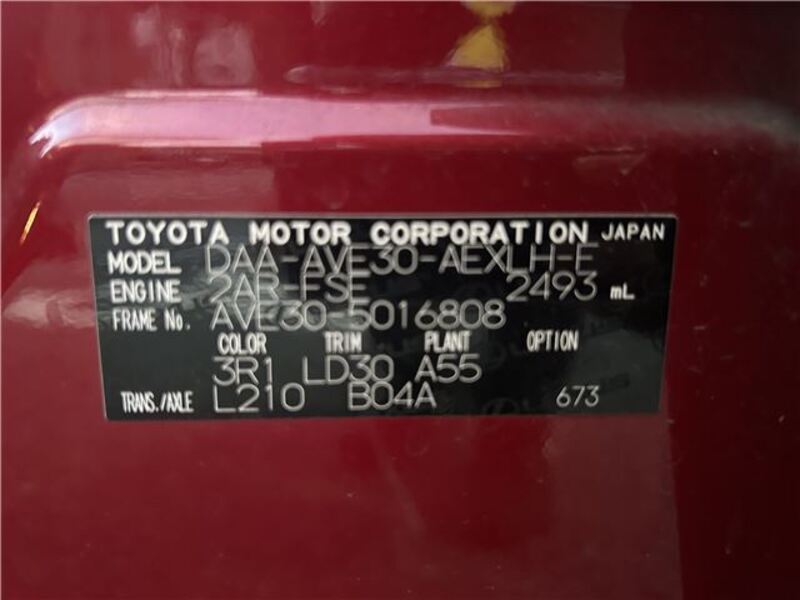 TOYOTA MOTOR CORPORATION JAPAN
MODEL DAA-AVE30-AEXLH-E
ENGINE 2AR-FSE 2493 mL
FRAME No. AVE30-5016808
COLOR TRIM PLANT OPTION
3R1 LD30 A55
TRANS./AXLE L210 B04A 673